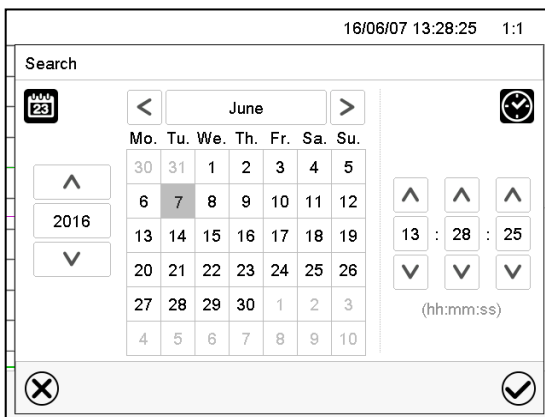 16/06/07 13:28:25 1:1
Search
23
< June >
Mo. Tu. We. Th. Fr. Sa. Su.
30 31 1 2 3 4 5
6 7 8 9 10 11 12
2016
13 14 15 16 17 18 19
13 : 28 : 25
20 21 22 23 24 25 26
27 28 29 30 1 2 3
(hh:mm:ss)
4 5 6 7 8 9 10